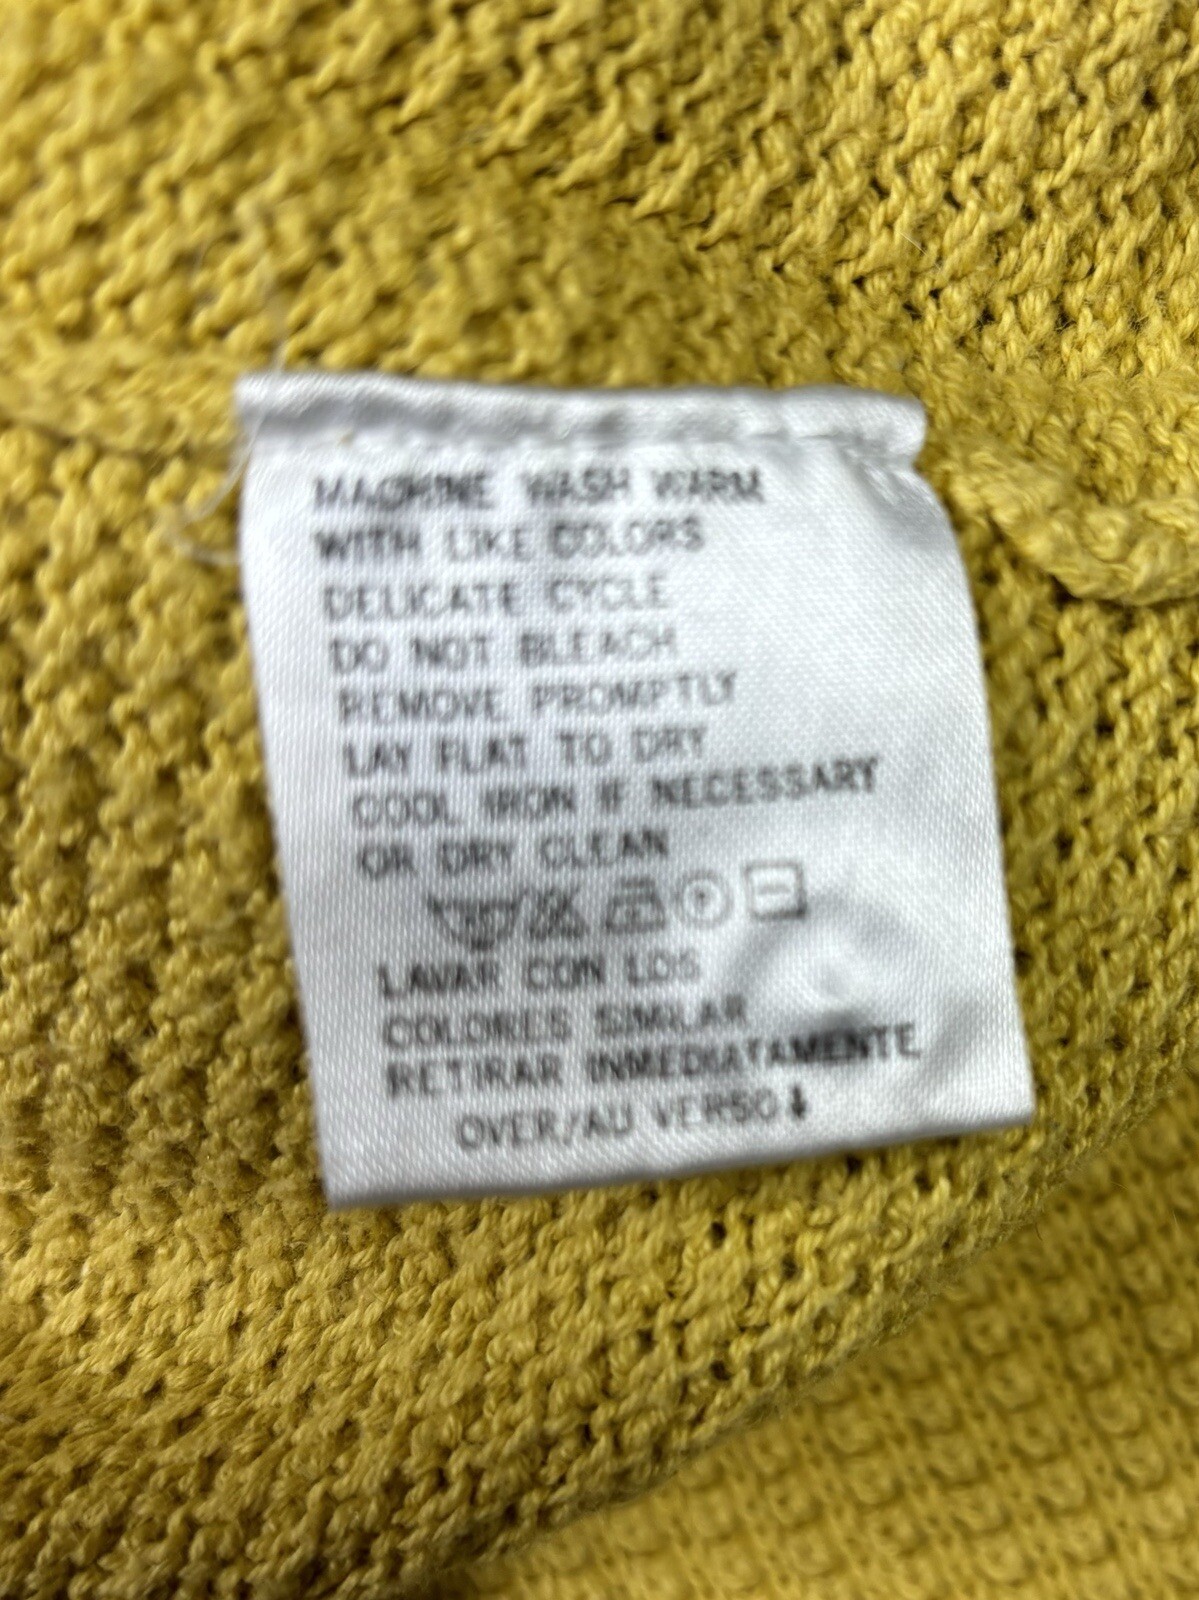 MACHINE WASH WARM
WITH LIKE COLORS
DELICATE CYCLE
DO NOT BLEACH
REMOVE PROMPTLY
LAY FLAT TO DRY
COOL IRON IF NECESSARY
OR DRY CLEAN
LAVAR CON LOS
COLORES SIMILAR
RETIRAR INMEDIATAMENTE
OVER/AU VERSO